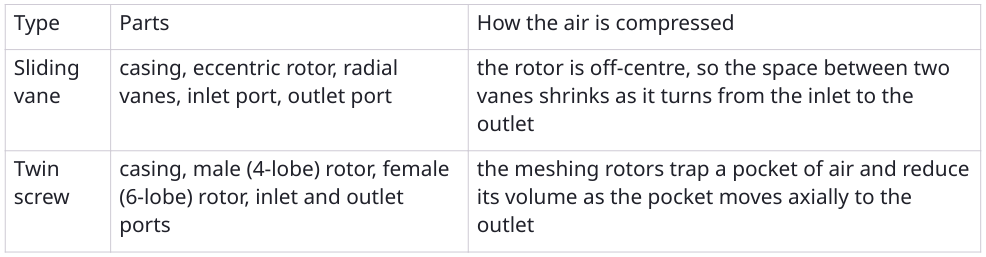 Type
Parts
How the air is compressed
Sliding
vane
casing, eccentric rotor, radial
vanes, inlet port, outlet port
the rotor is off-centre, so the space between two
vanes shrinks as it turns from the inlet to the
outlet
Twin
screw
casing, male (4-lobe) rotor, female
(6-lobe) rotor, inlet and outlet
ports
the meshing rotors trap a pocket of air and reduce
its volume as the pocket moves axially to the
outlet